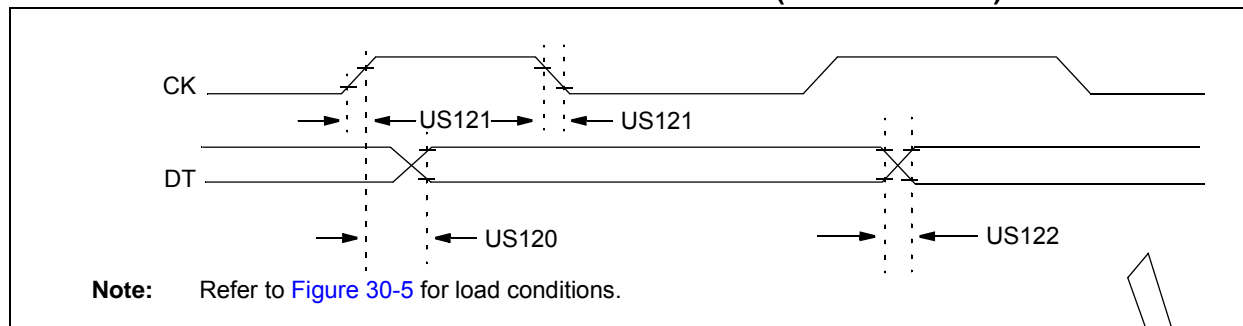 CK
US121 US121
DT
US120 US122
Note: Refer to Figure 30-5 for load conditions.